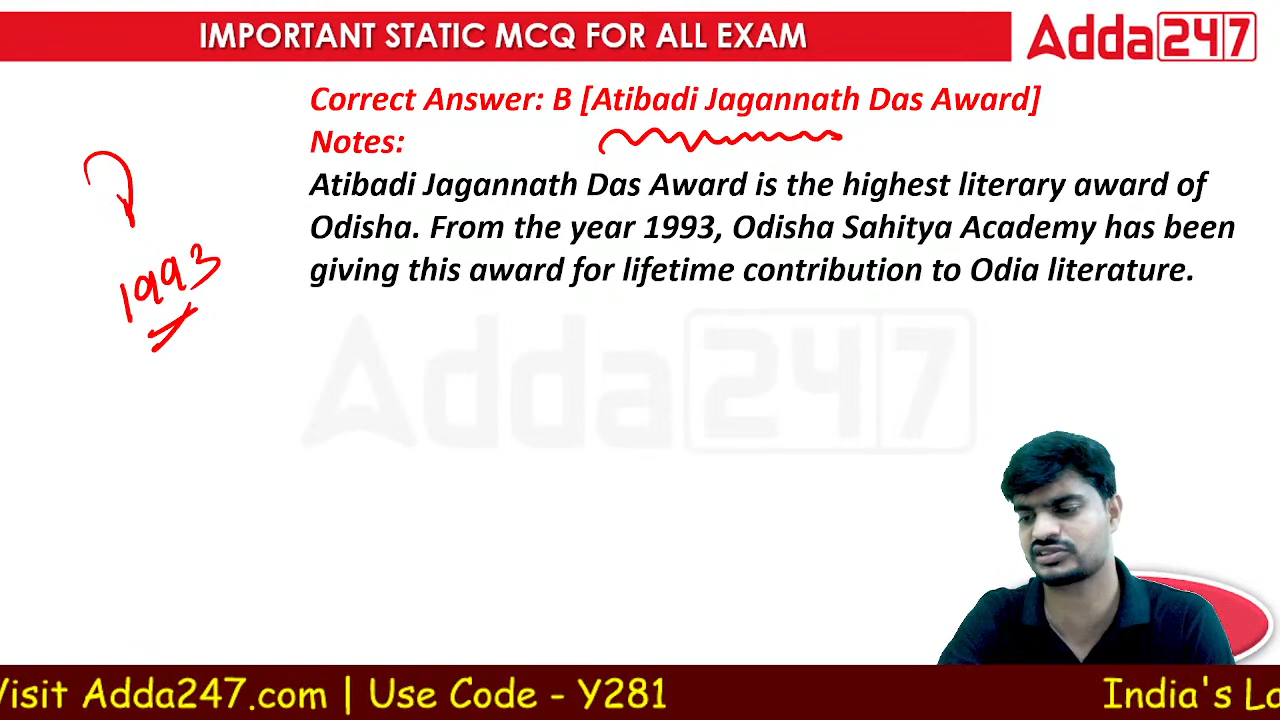 IMPORTANT STATIC MCQ FOR ALL EXAM
Adda247
Correct Answer: B [Atibadi Jagannath Das Award]
Notes:
Atibadi Jagannath Das Award is the highest literary award of
Odisha. From the year 1993, Odisha Sahitya Academy has been
giving this award for lifetime contribution to Odia literature.
1993
Adda247
Visit Adda247.com | Use Code - Y281
India's La